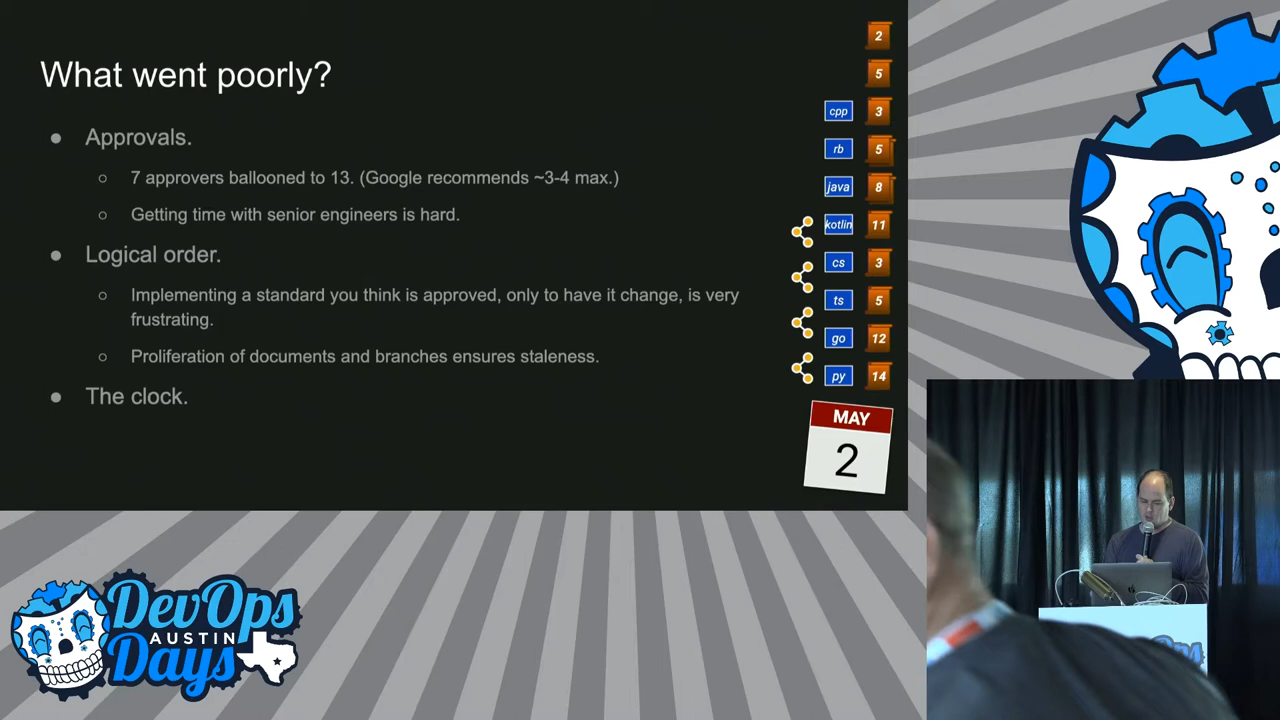 What went poorly?
● Approvals.
○ 7 approvers ballooned to 13. (Google recommends ~3-4 max.)
○ Getting time with senior engineers is hard.
● Logical order.
○ Implementing a standard you think is approved, only to have it change, is very
frustrating.
○ Proliferation of documents and branches ensures staleness.
● The clock.
2
5
cpp 3
rb 5
java 8
kotlin 11
cs 3
ts 5
go 12
py 14
MAY
2
DevOps
AUSTIN
Days